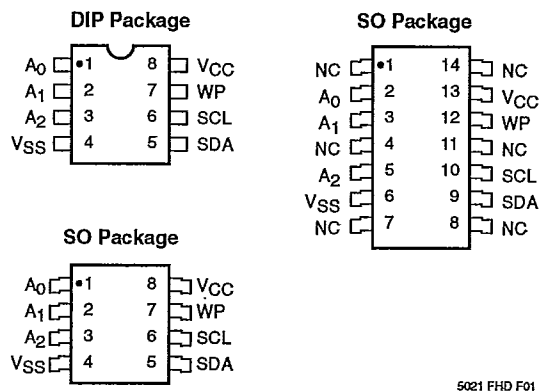 DIP Package
A0 1 8 VCC
A1 2 7 WP
A2 3 6 SCL
VSS 4 5 SDA
SO Package
A0 1 8 VCC
A1 2 7 WP
A2 3 6 SCL
VSS 4 5 SDA
SO Package
NC 1 14 NC
A0 2 13 VCC
A1 3 12 WP
NC 4 11 NC
A2 5 10 SCL
VSS 6 9 SDA
NC 7 8 NC
5021 FHD F01